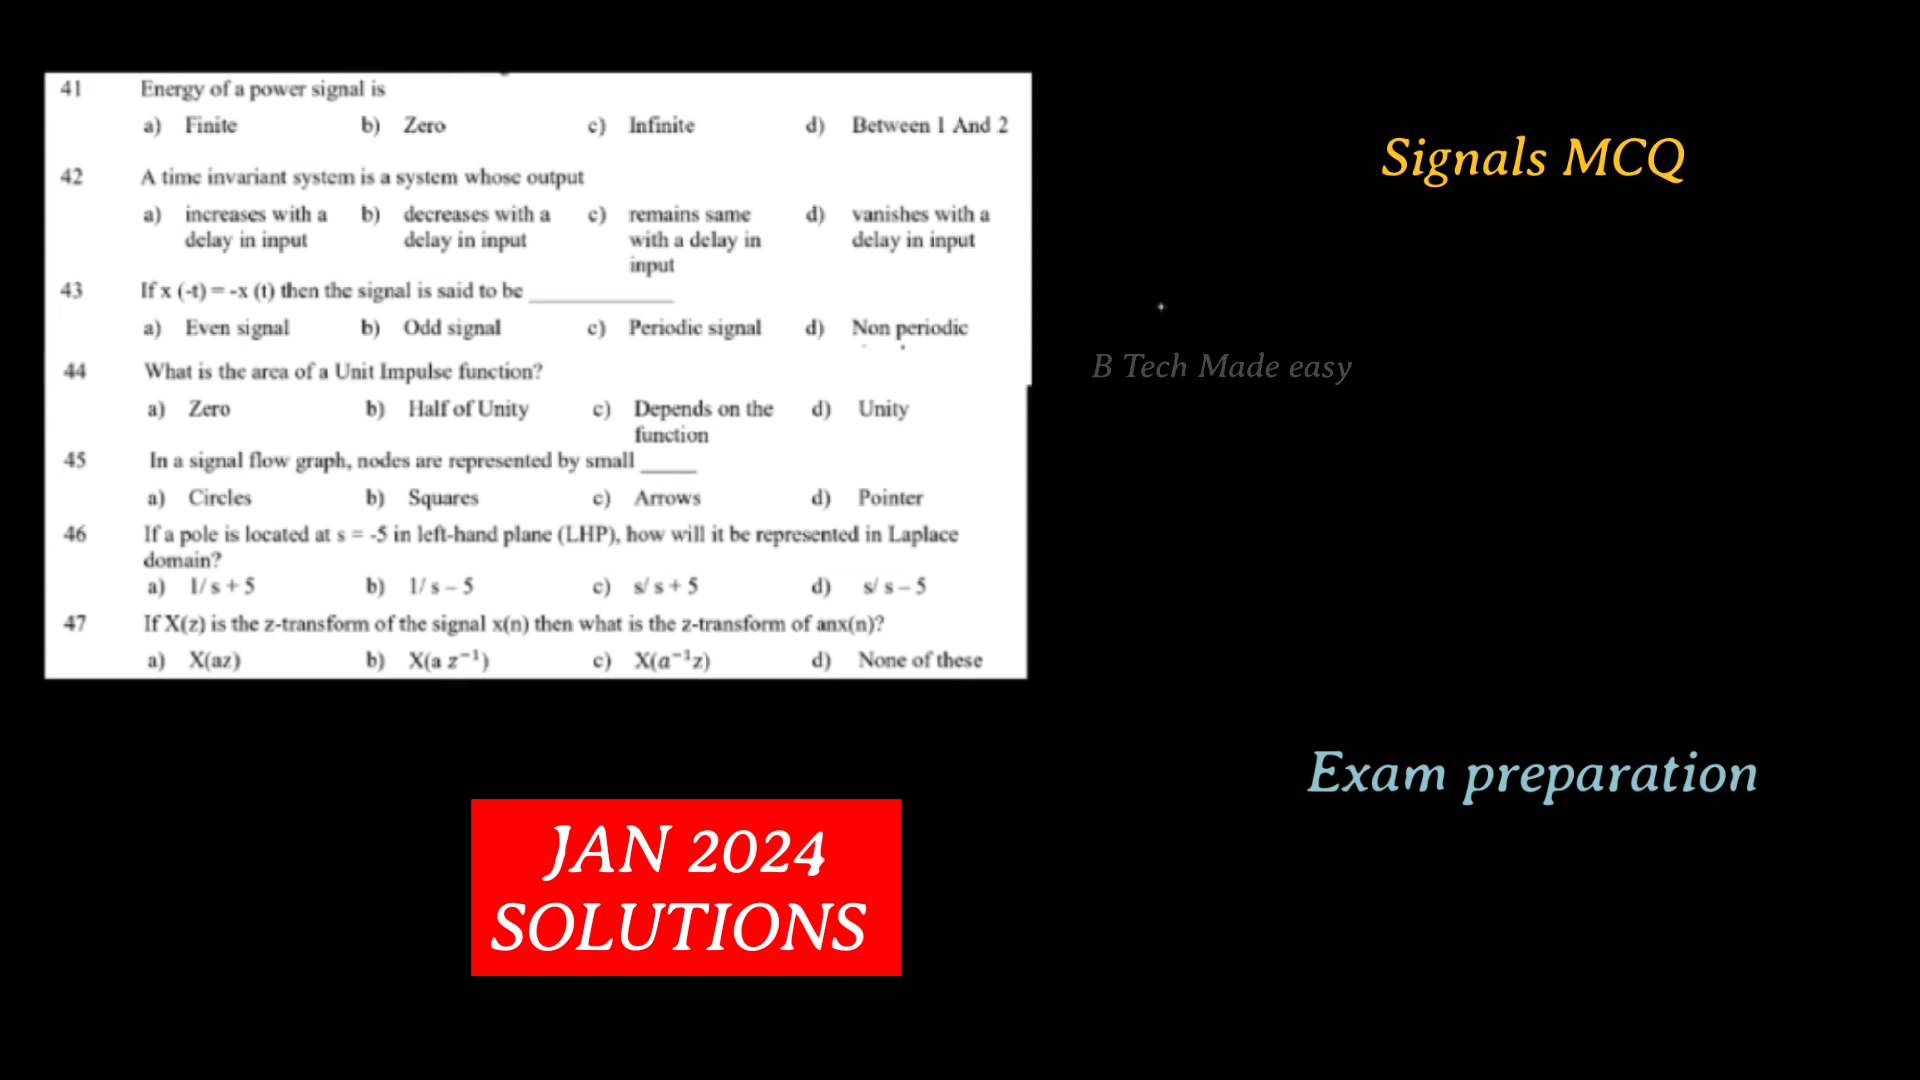 41 Energy of a power signal is
a) Finite b) Zero c) Infinite d) Between 1 And 2
42 A time invariant system is a system whose output
a) increases with a b) decreases with a c) remains same d) vanishes with a
delay in input delay in input with a delay in delay in input
input
43 If x (-t) = -x (t) then the signal is said to be ____________
a) Even signal b) Odd signal c) Periodic signal d) Non periodic
44 What is the area of a Unit Impulse function?
a) Zero b) Half of Unity c) Depends on the d) Unity
function
45 In a signal flow graph, nodes are represented by small _____
a) Circles b) Squares c) Arrows d) Pointer
46 If a pole is located at s = -5 in left-hand plane (LHP), how will it be represented in Laplace
domain?
a) 1/ s + 5 b) 1/ s – 5 c) s/ s + 5 d) s/ s – 5
47 If X(z) is the z-transform of the signal x(n) then what is the z-transform of anx(n)?
a) X(az) b) X(a z⁻¹) c) X(a⁻¹z) d) None of these
Signals MCQ
B Tech Made easy
Exam preparation
JAN 2024
SOLUTIONS